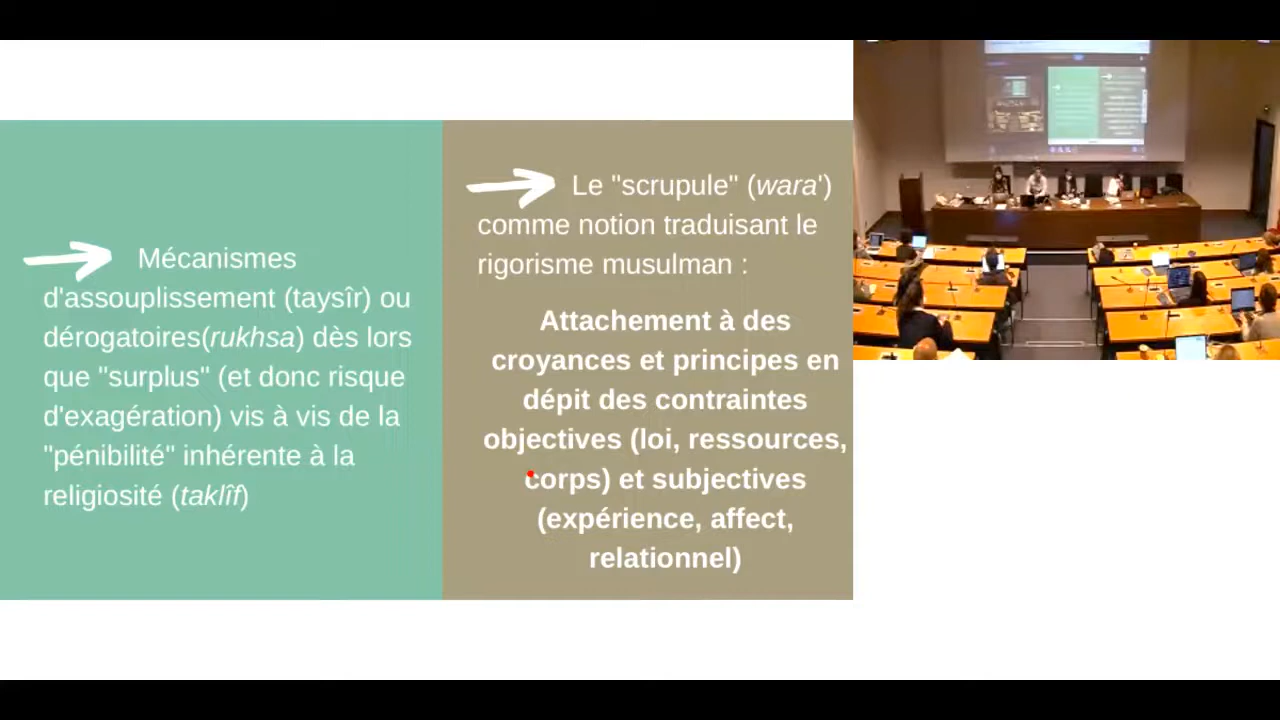 Mécanismes
d'assouplissement (taysîr) ou
dérogatoires(rukhsa) dès lors
que "surplus" (et donc risque
d'exagération) vis à vis de la
"pénibilité" inhérente à la
religiosité (taklîf)
Le "scrupule" (wara')
comme notion traduisant le
rigorisme musulman :
Attachement à des
croyances et principes en
dépit des contraintes
objectives (loi, ressources,
corps) et subjectives
(expérience, affect,
relationnel)